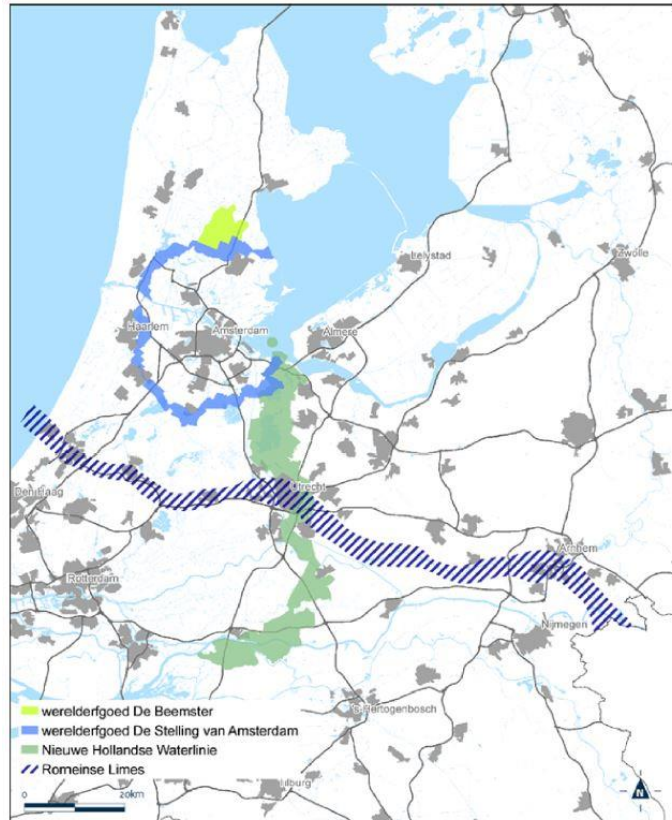 Lelystad
Zwolle
Haarlem
Amsterdam
Almere
Den Haag
Utrecht
Arnhem
Rotterdam
Nijmegen
's-Hertogenbosch
Tilburg
werelderfgoed De Beemster
werelderfgoed De Stelling van Amsterdam
Nieuwe Hollandse Waterlinie
Romeinse Limes
0 20km
N